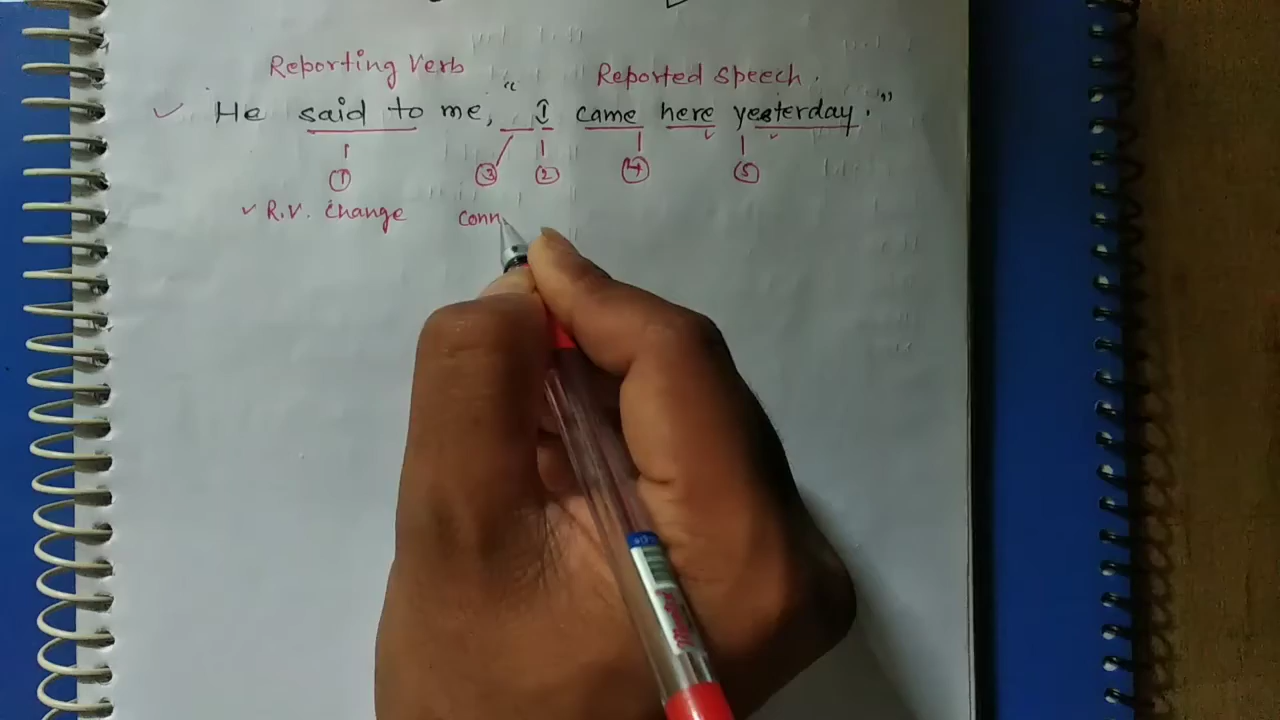 Reporting Verb Reported speech.
✓ He said to me, "I came here yesterday."
③ ② ④ ⑤
①
✓ R.V. change conn